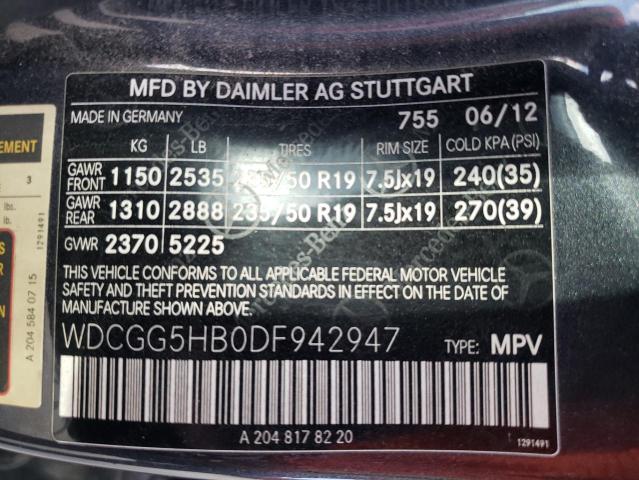 MFD BY DAIMLER AG STUTTGART
MADE IN GERMANY 755 06/12
KG LB TIRES RIM SIZE COLD KPA (PSI)
GAWR FRONT 1150 2535 /50 R19 7.5Jx19 240(35)
GAWR REAR 1310 2888 235/50 R19 7.5Jx19 270(39)
GVWR 2370 5225
THIS VEHICLE CONFORMS TO ALL APPLICABLE FEDERAL MOTOR VEHICLE
SAFETY AND THEFT PREVENTION STANDARDS IN EFFECT ON THE DATE OF
MANUFACTURE SHOWN ABOVE.
WDCGG5HB0DF942947 TYPE: MPV
A 204 817 82 20
1291491
EMENT
3
lbs.
1291491
A 204 584 07 15